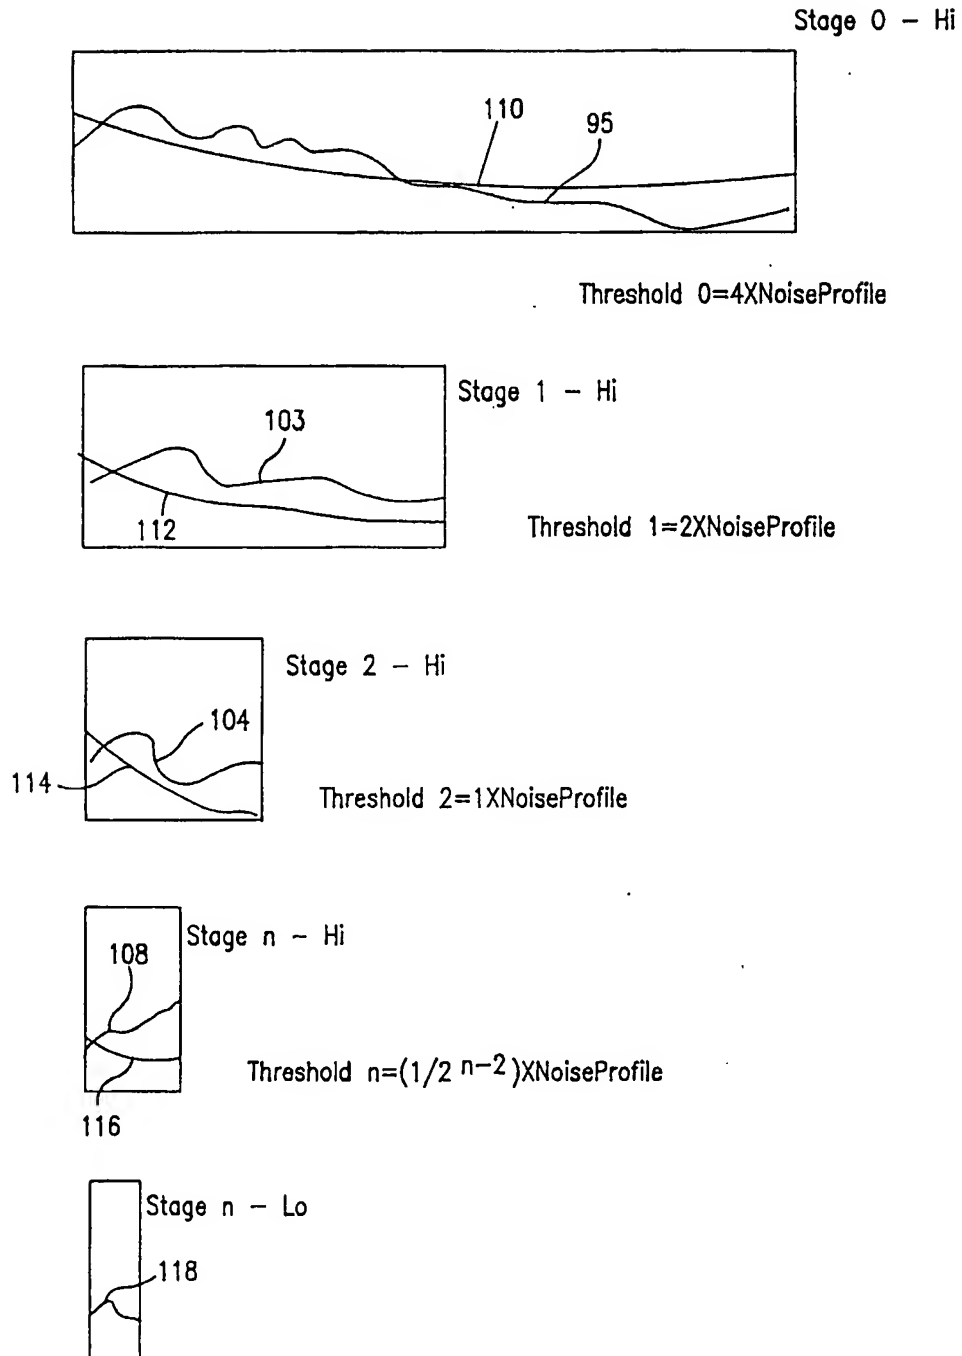 Stage 0 – Hi
110
95
Threshold 0=4XNoiseProfile
Stage 1 – Hi
103
112
Threshold 1=2XNoiseProfile
Stage 2 – Hi
104
114
Threshold 2=1XNoiseProfile
Stage n – Hi
108
Threshold n=(1/2 n-2)XNoiseProfile
116
Stage n – Lo
118